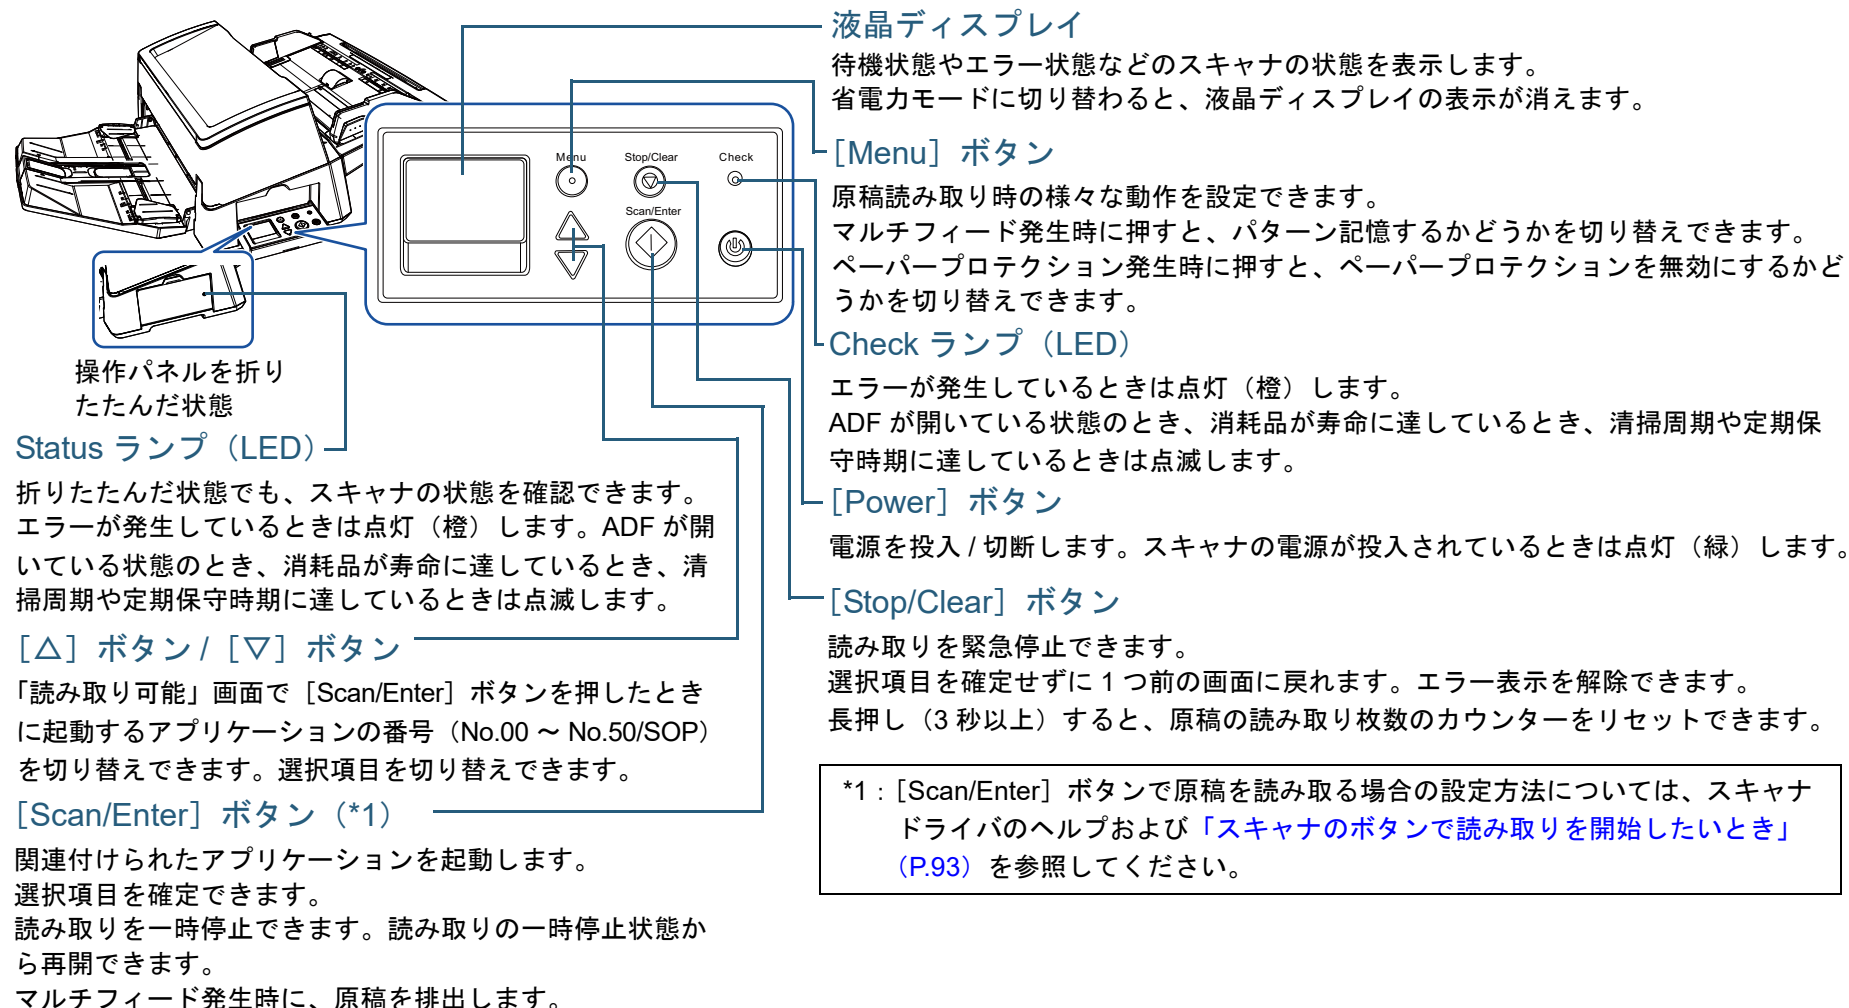 液晶ディスプレイ
待機状態やエラー状態などのスキャナの状態を表示します。
省電力モードに切り替わると、液晶ディスプレイの表示が消えます。
［Menu］ボタン
原稿読み取り時の様々な動作を設定できます。
マルチフィード発生時に押すと、パターン記憶するかどうかを切り替えできます。
ペーパープロテクション発生時に押すと、ペーパープロテクションを無効にするかど
うかを切り替えできます。
Check ランプ（LED）
エラーが発生しているときは点灯（橙）します。
ADF が開いている状態のとき、消耗品が寿命に達しているとき、清掃周期や定期保
守時期に達しているときは点滅します。
［Power］ボタン
電源を投入 / 切断します。スキャナの電源が投入されているときは点灯（緑）します。
［Stop/Clear］ボタン
読み取りを緊急停止できます。
選択項目を確定せずに 1 つ前の画面に戻れます。エラー表示を解除できます。
長押し（3 秒以上）すると、原稿の読み取り枚数のカウンターをリセットできます。
*1：［Scan/Enter］ボタンで原稿を読み取る場合の設定方法については、スキャナ
ドライバのヘルプおよび「スキャナのボタンで読み取りを開始したいとき」
（P.93）を参照してください。
Menu
Stop/Clear
Check
Scan/Enter
操作パネルを折り
たたんだ状態
Status ランプ（LED）
折りたたんだ状態でも、スキャナの状態を確認できます。
エラーが発生しているときは点灯（橙）します。ADF が開
いている状態のとき、消耗品が寿命に達しているとき、清
掃周期や定期保守時期に達しているときは点滅します。
［△］ボタン /［▽］ボタン
「読み取り可能」画面で［Scan/Enter］ボタンを押したとき
に起動するアプリケーションの番号（No.00 ～ No.50/SOP）
を切り替えできます。選択項目を切り替えできます。
［Scan/Enter］ボタン（*1）
関連付けられたアプリケーションを起動します。
選択項目を確定できます。
読み取りを一時停止できます。読み取りの一時停止状態か
ら再開できます。
マルチフィード発生時に、原稿を排出します。